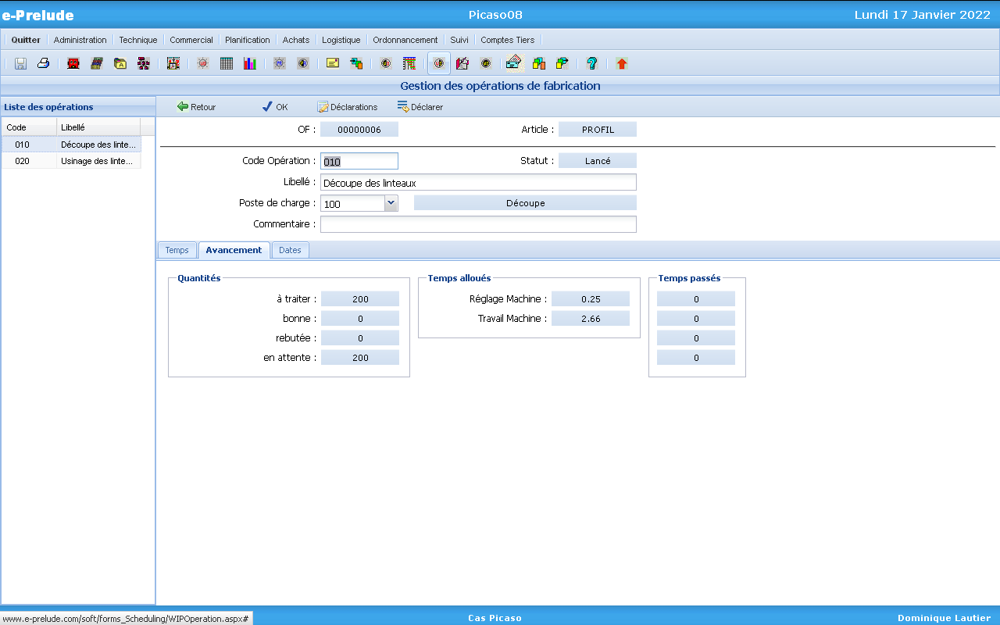 e-Prelude Picaso08 Lundi 17 Janvier 2022
Quitter Administration Technique Commercial Planification Achats Logistique Ordonnancement Suivi Comptes Tiers
Gestion des opérations de fabrication
Liste des opérations Retour OK Déclarations Déclarer
Code Libellé
OF : 00000006 Article : PROFIL
010 Découpe des linte...
020 Usinage des linte...
Code Opération : 010 Statut : Lancé
Libellé : Découpe des linteaux
Poste de charge : 100 Découpe
Commentaire :
Temps Avancement Dates
Quantités Temps alloués Temps passés
à traiter : 200 Réglage Machine : 0.25 0
bonne : 0 Travail Machine : 2.66 0
rebutée : 0 0
en attente : 200 0
www.e-prelude.com/soft/forms_Scheduling/WIPOperation.aspx# Cas Picaso Dominique Lautier